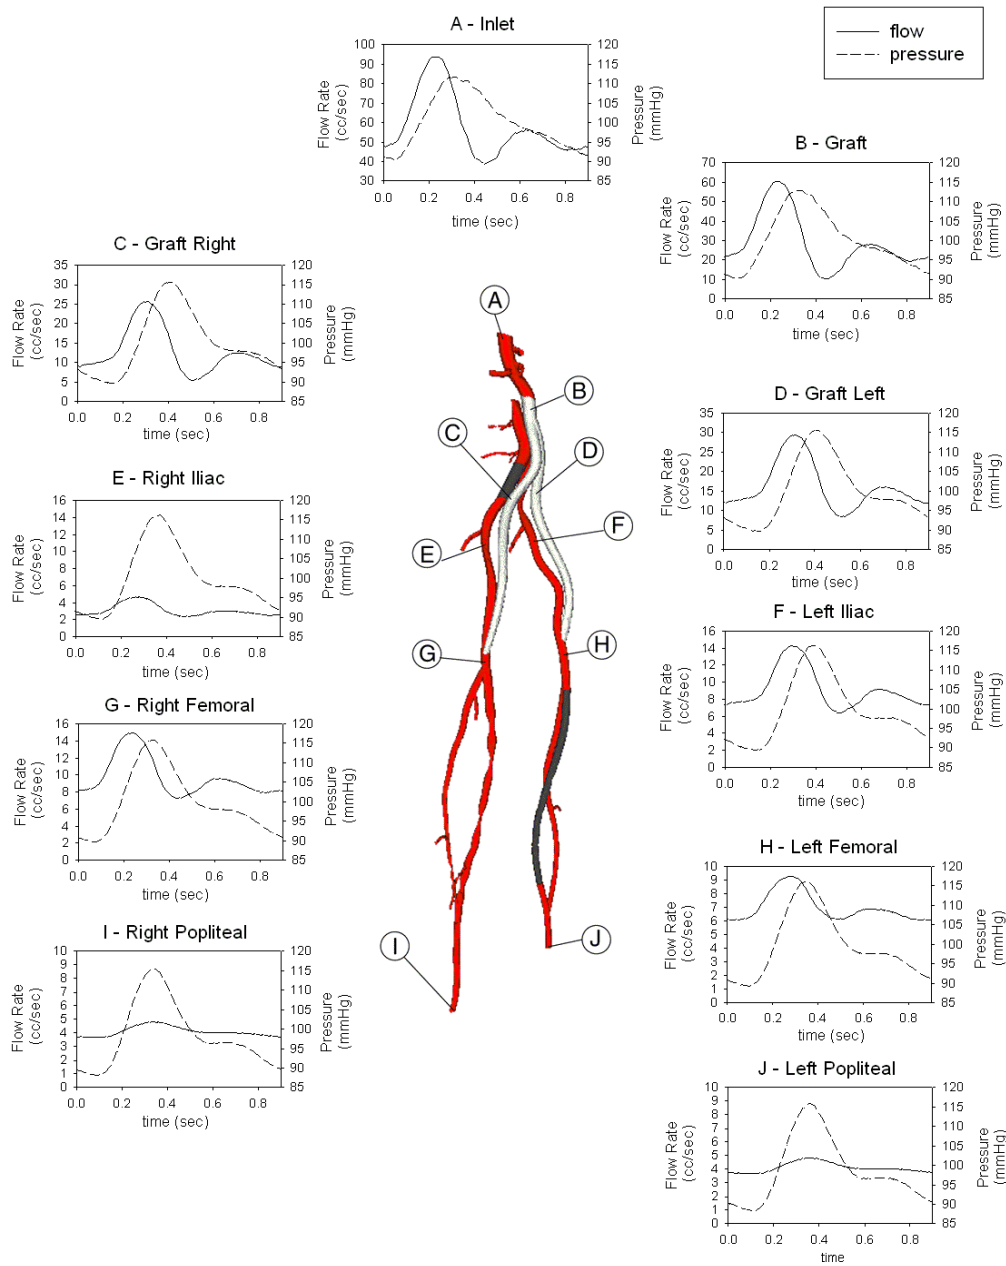 A - Inlet
flow
pressure
Flow Rate
(cc/sec)
100
90
80
70
60
50
40
30
120
115
110
105
100
95
90
85
Pressure
(mmHg)
0.0 0.2 0.4 0.6 0.8
time (sec)
B - Graft
Flow Rate
(cc/sec)
70
60
50
40
30
20
10
0
120
115
110
105
100
95
90
85
Pressure
(mmHg)
0.0 0.2 0.4 0.6 0.8
time (sec)
C - Graft Right
Flow Rate
(cc/sec)
35
30
25
20
15
10
5
0
120
115
110
105
100
95
90
85
Pressure
(mmHg)
0.0 0.2 0.4 0.6 0.8
time (sec)
D - Graft Left
Flow Rate
(cc/sec)
35
30
25
20
15
10
5
0
120
115
110
105
100
95
90
85
Pressure
(mmHg)
0.0 0.2 0.4 0.6 0.8
time (sec)
E - Right Iliac
Flow Rate
(cc/sec)
16
14
12
10
8
6
4
2
0
120
115
110
105
100
95
90
85
Pressure
(mmHg)
0.0 0.2 0.4 0.6 0.8
time (sec)
F - Left Iliac
Flow Rate
(cc/sec)
16
14
12
10
8
6
4
2
0
120
115
110
105
100
95
90
85
Pressure
(mmHg)
0.0 0.2 0.4 0.6 0.8
time (sec)
G - Right Femoral
Flow Rate
(cc/sec)
16
14
12
10
8
6
4
2
0
120
115
110
105
100
95
90
85
Pressure
(mmHg)
0.0 0.2 0.4 0.6 0.8
time (sec)
H - Left Femoral
Flow Rate
(cc/sec)
10
9
8
7
6
5
4
3
2
1
0
120
115
110
105
100
95
90
85
Pressure
(mmHg)
0.0 0.2 0.4 0.6 0.8
time (sec)
I - Right Popliteal
Flow Rate
(cc/sec)
10
9
8
7
6
5
4
3
2
1
0
120
115
110
105
100
95
90
85
Pressure
(mmHg)
0.0 0.2 0.4 0.6 0.8
time (sec)
J - Left Popliteal
Flow Rate
(cc/sec)
10
9
8
7
6
5
4
3
2
1
0
120
115
110
105
100
95
90
85
Pressure
(mmHg)
0.0 0.2 0.4 0.6 0.8
time
A
B
C
D
E
F
G
H
I
J